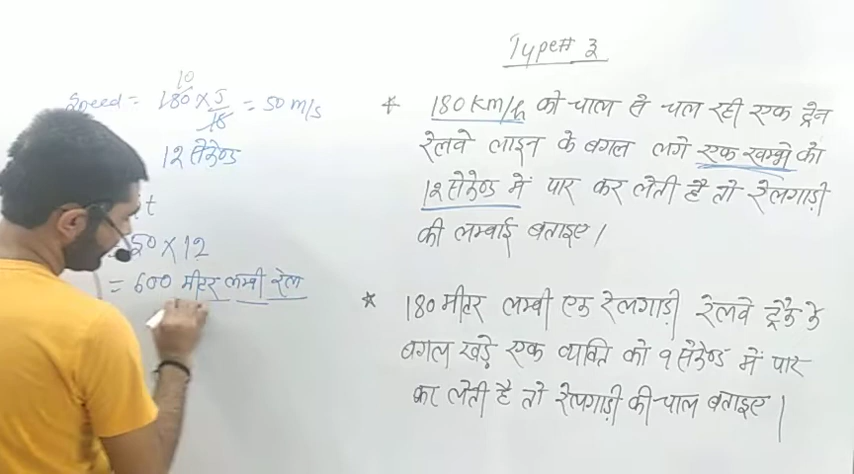 Type# 3
Speed = 180 × 5/18 = 50 m/s
10
12 सेकेण्ड
t
50 × 12
= 600 मीटर लम्बी रेल
* 180 Km/h की चाल से चल रही एक ट्रेन
रेलवे लाइन के बगल लगे एक खम्भे को
12 सेकेण्ड में पार कर लेती है तो रेलगाड़ी
की लम्बाई बताइए।
* 180 मीटर लम्बी एक रेलगाड़ी रेलवे ट्रैक के
बगल खड़े एक व्यक्ति को 9 सेकेण्ड में पार
कर लेती है तो रेलगाड़ी की चाल बताइए।